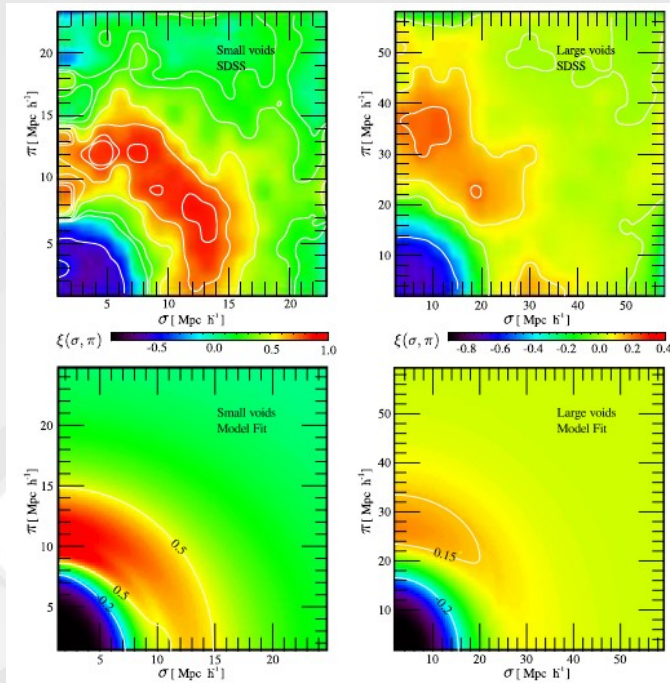 Small voids
SDSS
20
15
10
5
π [ Mpc h⁻¹]
5
10
15
20
σ [ Mpc h⁻¹]
Large voids
SDSS
50
40
30
20
10
π [ Mpc h⁻¹]
10
20
30
40
50
σ [ Mpc h⁻¹]
ξ(σ, π)
-0.5
0.0
0.5
1.0
ξ(σ, π)
-0.8
-0.6
-0.4
-0.2
0.0
0.2
0.4
Small voids
Model Fit
20
15
10
5
π [ Mpc h⁻¹]
0.5
0.5
-0.2
5
10
15
20
σ [ Mpc h⁻¹]
Large voids
Model Fit
50
40
30
20
10
π [ Mpc h⁻¹]
0.15
-0.2
10
20
30
40
50
σ [ Mpc h⁻¹]